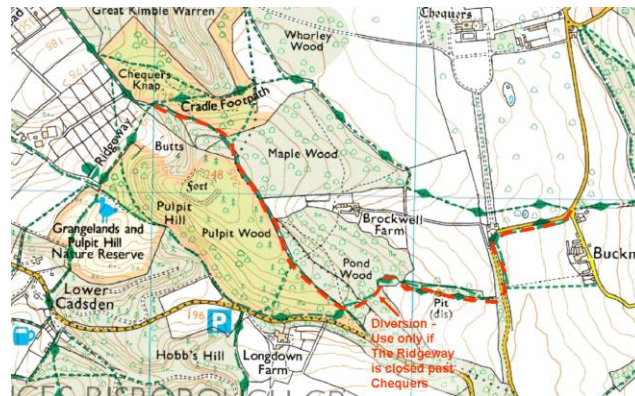 Great Kimble Warren
Whorley
Wood
Chequers
Chequers
Knap
Cradle Footpath
Ridgeway
Butts
Maple Wood
Fort
248
Pulpit
Hill
Pulpit Wood
Brockwell
Farm
Grangelands and
Pulpit Hill
Nature Reserve
Pond
Wood
Buckm
Lower
Cadsden
196
P
Pit
(dis)
Diversion -
Use only if
The Ridgeway
is closed past
Chequers
Hobb's Hill
Longdown
Farm